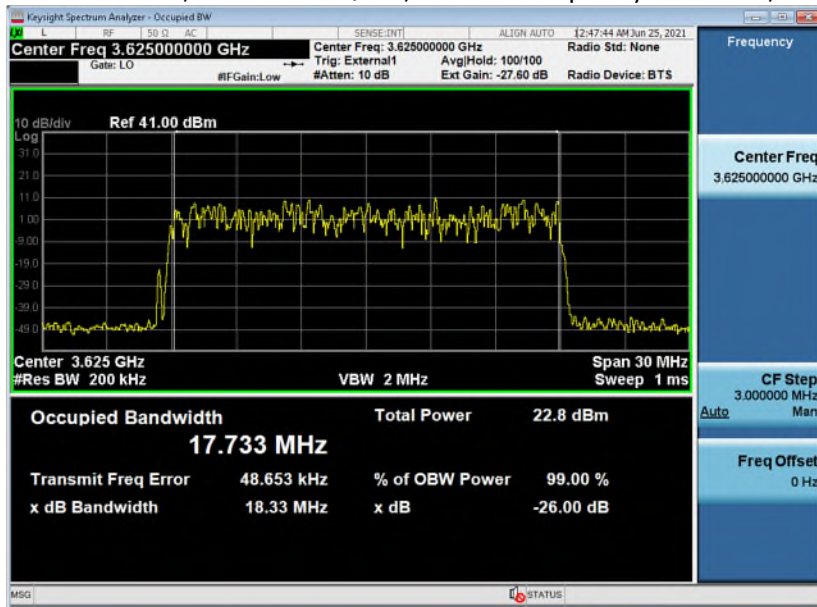 Keysight Spectrum Analyzer - Occupied BW
L RF 50 Ω AC SENSE:INT ALIGN AUTO 12:47:44 AM Jun 25, 2021
Center Freq 3.625000000 GHz Center Freq: 3.625000000 GHz Radio Std: None
Gate: LO Trig: External1 Avg|Hold: 100/100
#IFGain:Low #Atten: 10 dB Ext Gain: -27.60 dB Radio Device: BTS
10 dB/div Ref 41.00 dBm
Log
31.0
21.0
11.0
1.00
-9.00
-19.0
-29.0
-39.0
-49.0
Center 3.625 GHz Span 30 MHz
#Res BW 200 kHz VBW 2 MHz Sweep 1 ms
Occupied Bandwidth Total Power 22.8 dBm
17.733 MHz
Transmit Freq Error 48.653 kHz % of OBW Power 99.00 %
x dB Bandwidth 18.33 MHz x dB -26.00 dB
Frequency
Center Freq
3.625000000 GHz
CF Step
3.000000 MHz
Auto Man
Freq Offset
0 Hz
MSG STATUS